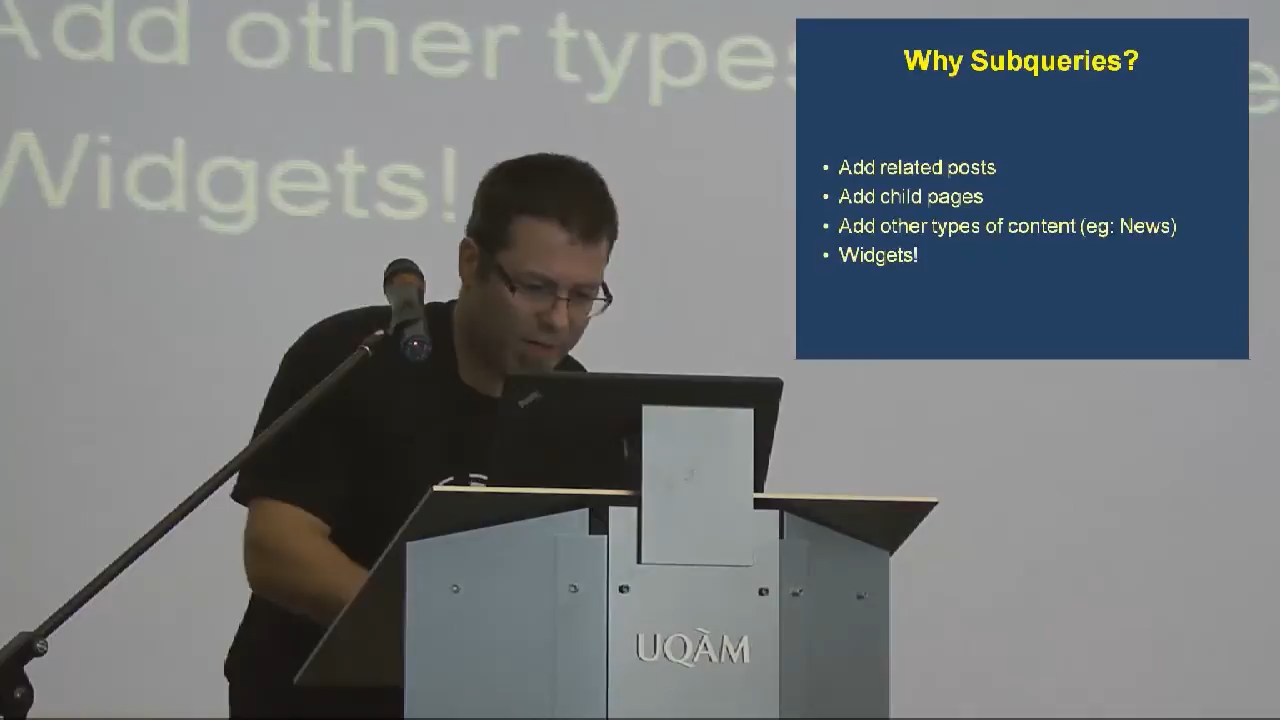 Add other types
Widgets!
Why Subqueries?
• Add related posts
• Add child pages
• Add other types of content (eg: News)
• Widgets!
UQÀM